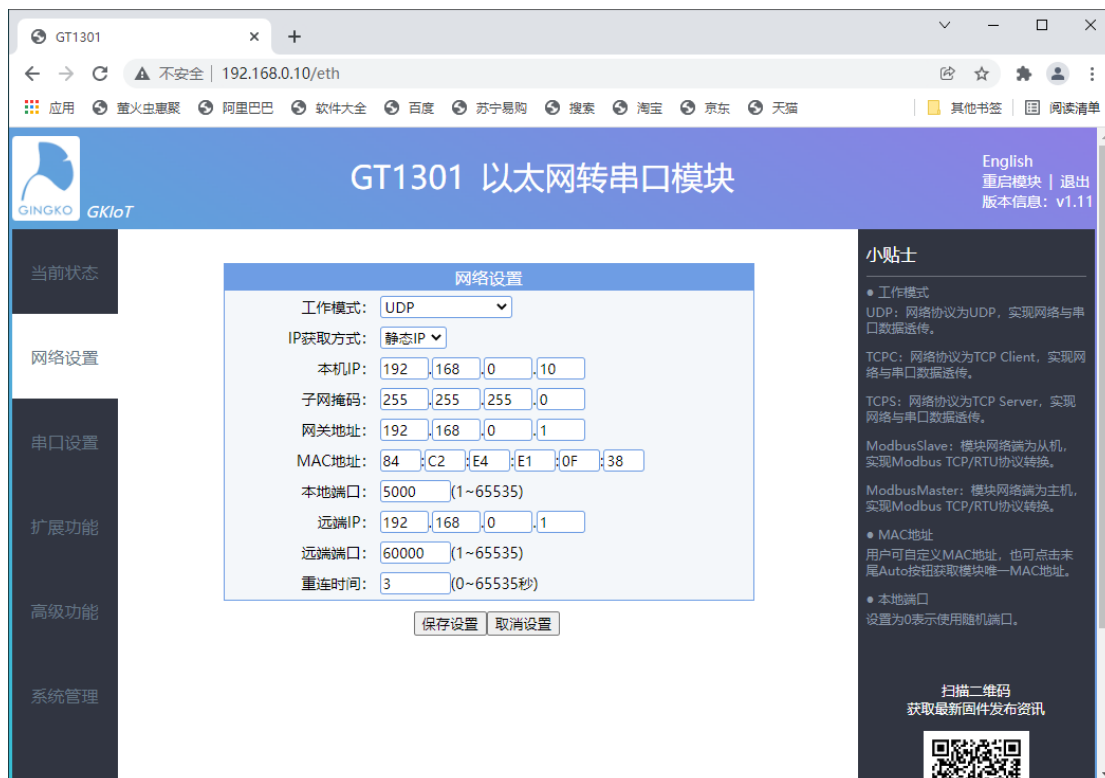 GT1301
不安全 | 192.168.0.10/eth
应用 萤火虫惠聚 阿里巴巴 软件大全 百度 苏宁易购 搜索 淘宝 京东 天猫 其他书签 阅读清单
GINGKO GKIoT
GT1301 以太网转串口模块
English
重启模块 | 退出
版本信息：v1.11
当前状态
网络设置
串口设置
扩展功能
高级功能
系统管理
网络设置
工作模式： UDP
IP获取方式： 静态IP
本机IP： 192 . 168 . 0 . 10
子网掩码： 255 . 255 . 255 . 0
网关地址： 192 . 168 . 0 . 1
MAC地址： 84 : C2 : E4 : E1 : 0F : 38
本地端口： 5000 (1~65535)
远端IP： 192 . 168 . 0 . 1
远端端口： 60000 (1~65535)
重连时间： 3 (0~65535秒)
保存设置 取消设置
小贴士
● 工作模式
UDP：网络协议为UDP，实现网络与串
口数据透传。
TCPC：网络协议为TCP Client，实现网
络与串口数据透传。
TCPS：网络协议为TCP Server，实现
网络与串口数据透传。
ModbusSlave：模块网络端为从机，
实现Modbus TCP/RTU协议转换。
ModbusMaster：模块网络端为主机，
实现Modbus TCP/RTU协议转换。
● MAC地址
用户可自定义MAC地址，也可点击末
尾Auto按钮获取模块唯一MAC地址。
● 本地端口
设置为0表示使用随机端口。
扫描二维码
获取最新固件发布资讯